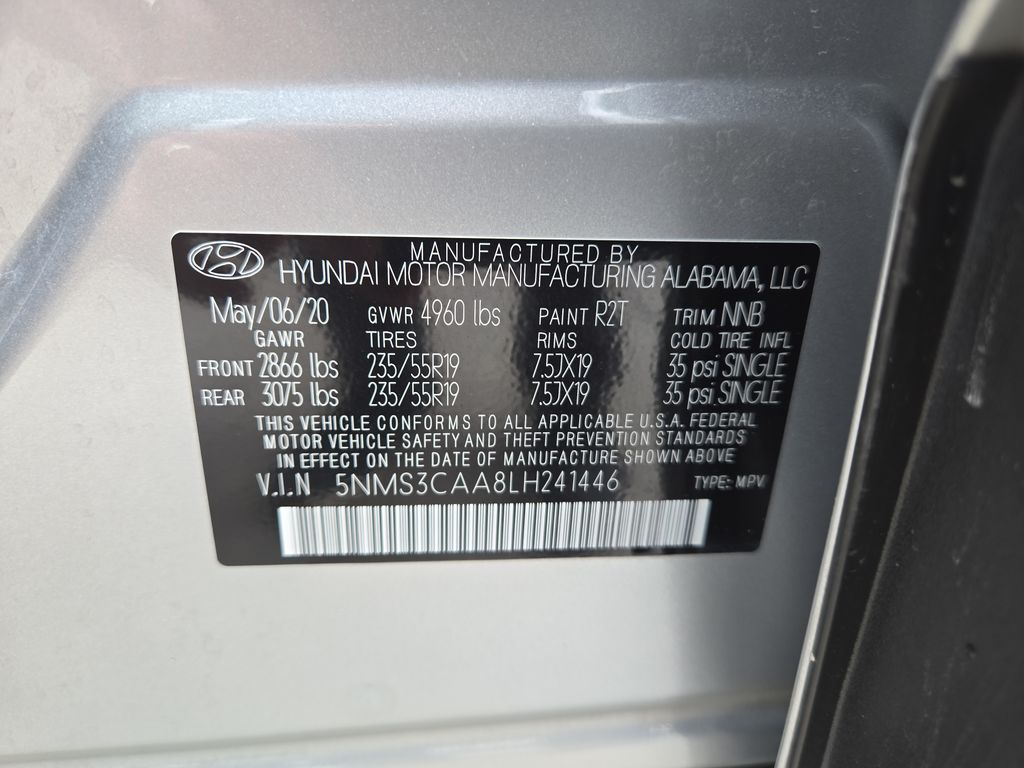 MANUFACTURED BY
HYUNDAI MOTOR MANUFACTURING ALABAMA, LLC
May/06/20 GVWR 4960 lbs PAINT R2T TRIM NNB
GAWR TIRES RIMS COLD TIRE INFL
FRONT 2866 lbs 235/55R19 7.5JX19 35 psi SINGLE
REAR 3075 lbs 235/55R19 7.5JX19 35 psi SINGLE
THIS VEHICLE CONFORMS TO ALL APPLICABLE U.S.A. FEDERAL
MOTOR VEHICLE SAFETY AND THEFT PREVENTION STANDARDS
IN EFFECT ON THE DATE OF MANUFACTURE SHOWN ABOVE.
V.I.N 5NMS3CAA8LH241446 TYPE: MPV